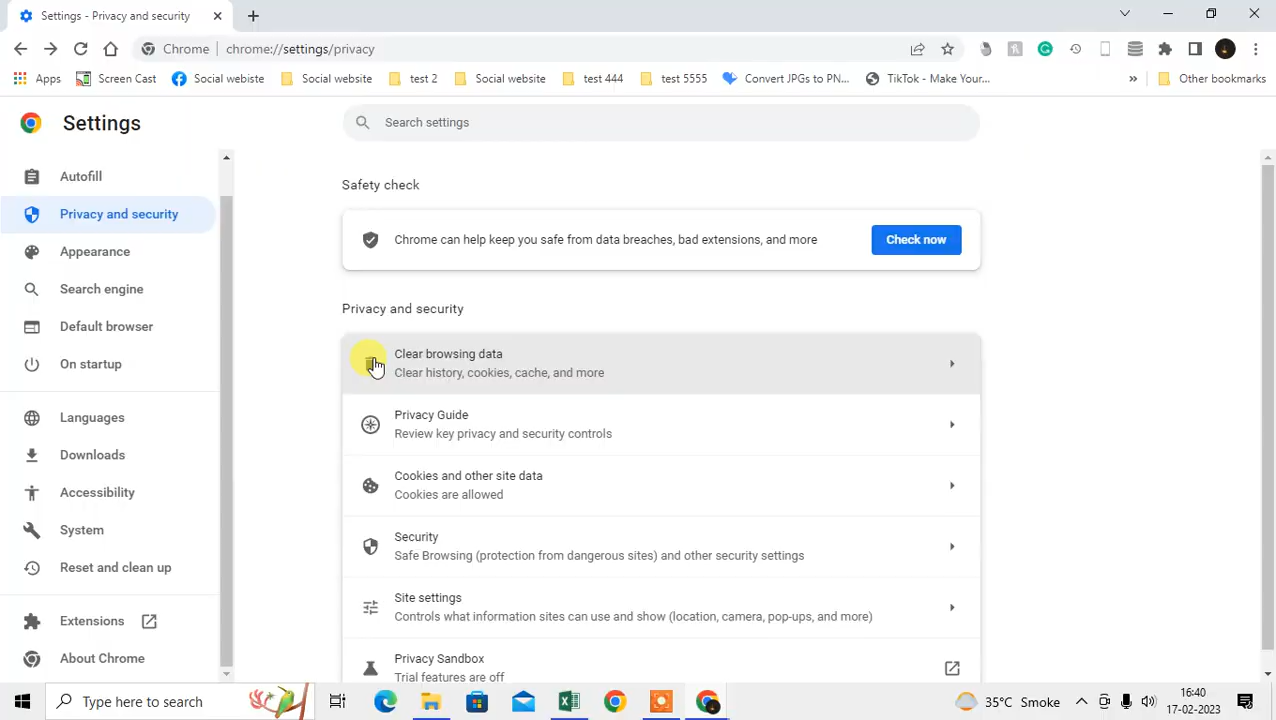 Settings - Privacy and security
Chrome
chrome://settings/privacy
Apps
Screen Cast
Social webiste
Social website
test 2
Social website
test 444
test 5555
Convert JPGs to PN...
TikTok - Make Your...
»
Other bookmarks
Settings
Search settings
Autofill
Privacy and security
Appearance
Search engine
Default browser
On startup
Languages
Downloads
Accessibility
System
Reset and clean up
Extensions
About Chrome
Safety check
Chrome can help keep you safe from data breaches, bad extensions, and more
Check now
Privacy and security
Clear browsing data
Clear history, cookies, cache, and more
Privacy Guide
Review key privacy and security controls
Cookies and other site data
Cookies are allowed
Security
Safe Browsing (protection from dangerous sites) and other security settings
Site settings
Controls what information sites can use and show (location, camera, pop-ups, and more)
Privacy Sandbox
Trial features are off
Type here to search
35°C Smoke
16:40
17-02-2023